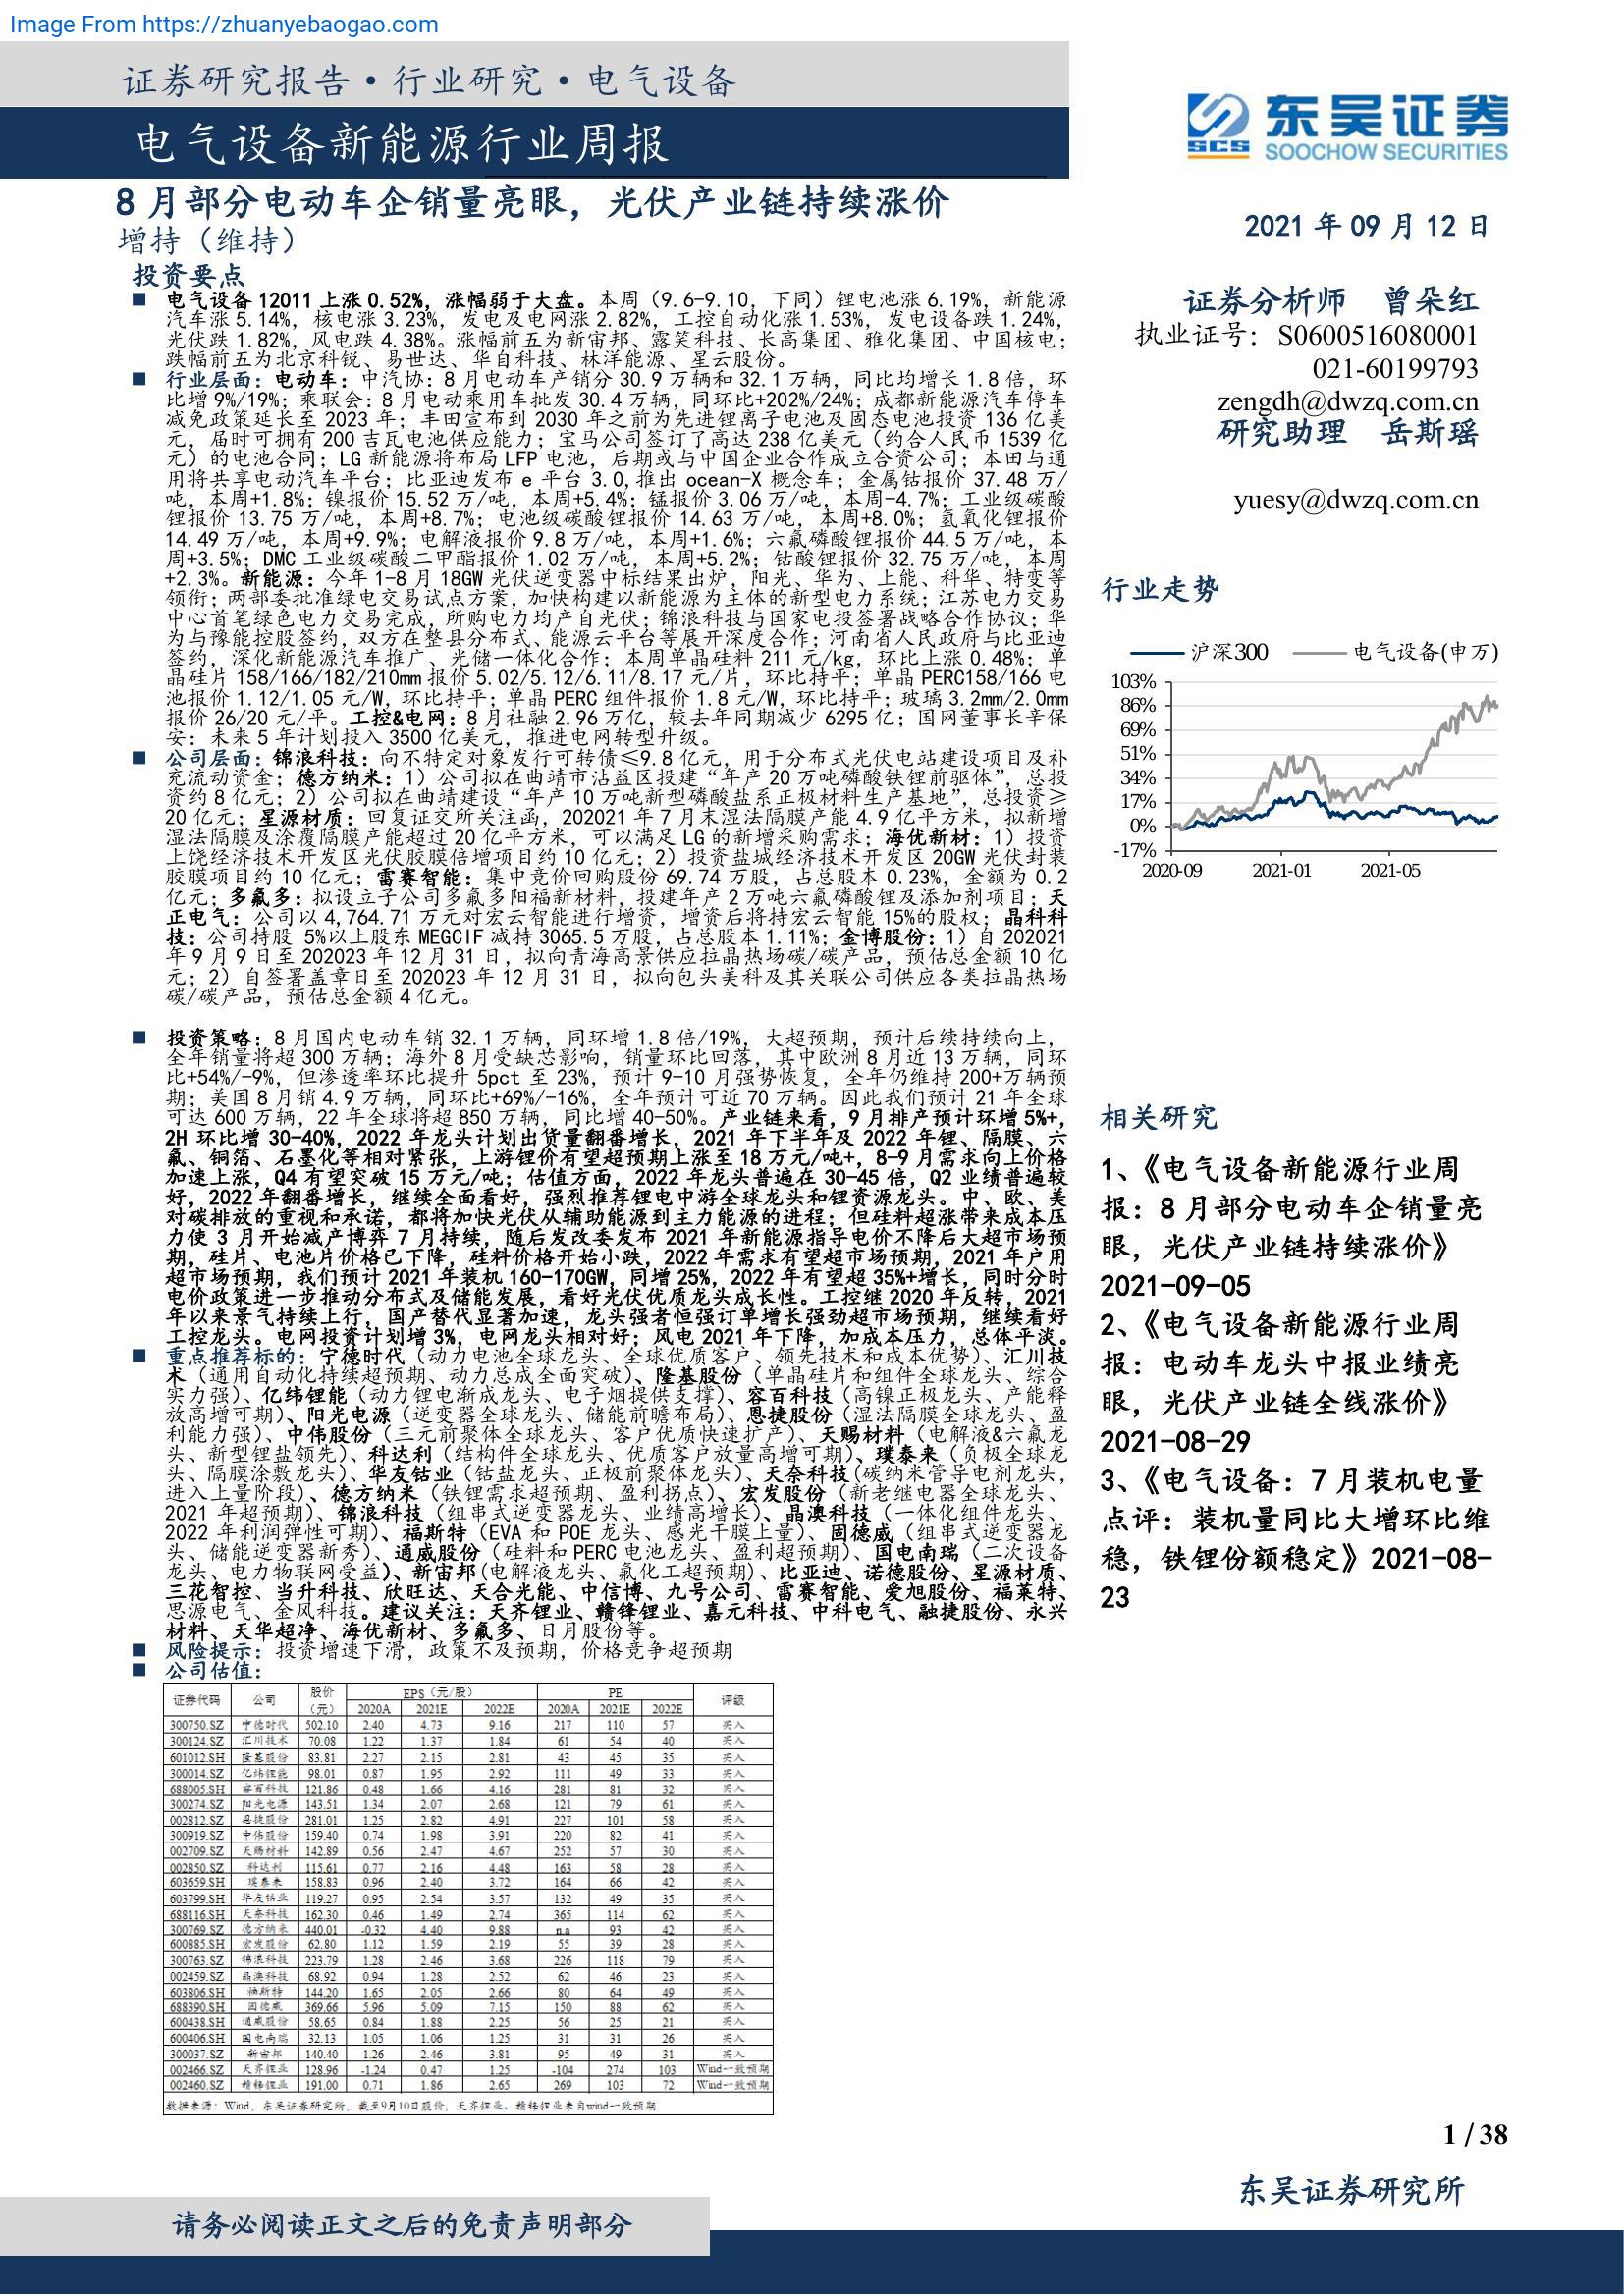 Image From https://zhuanyebaogao.com
证券研究报告·行业研究·电气设备
电气设备新能源行业周报
8 月部分电动车企销量亮眼，光伏产业链持续涨价
增持（维持）
投资要点
■ 电气设备 12011 上涨 0.52%，涨幅弱于大盘。本周（9.6-9.10，下同）锂电池涨 6.19%，新能源
汽车涨 5.14%，核电涨 3.23%，发电及电网涨 2.82%，工控自动化涨 1.53%，发电设备跌 1.24%，
光伏跌 1.82%，风电跌 4.38%。涨幅前五为新宙邦、露笑科技、长高集团、雅化集团、中国核电；
跌幅前五为北京科锐、易世达、华自科技、林洋能源、星云股份。
■ 行业层面：电动车：中汽协：8 月电动车产销分 30.9 万辆和 32.1 万辆，同比均增长 1.8 倍，环
比增 9%/19%；乘联会：8 月电动乘用车批发 30.4 万辆，同环比+202%/24%；成都新能源汽车停车
减免政策延长至 2023 年；丰田宣布到 2030 年之前为先进锂离子电池及固态电池投资 136 亿美
元，届时可拥有 200 吉瓦电池供应能力；宝马公司签订了高达 238 亿美元（约合人民币 1539 亿
元）的电池合同；LG 新能源将布局 LFP 电池，后期或与中国企业合作成立合资公司；本田与通
用将共享电动汽车平台；比亚迪发布 e 平台 3.0,推出 ocean-X 概念车；金属钴报价 37.48 万/
吨，本周+1.8%；镍报价 15.52 万/吨，本周+5.4%；锰报价 3.06 万/吨，本周-4.7%；工业级碳酸
锂报价 13.75 万/吨，本周+8.7%；电池级碳酸锂报价 14.63 万/吨，本周+8.0%；氢氧化锂报价
14.49 万/吨，本周+9.9%；电解液报价 9.8 万/吨，本周+1.6%；六氟磷酸锂报价 44.5 万/吨，本
周+3.5%；DMC 工业级碳酸二甲酯报价 1.02 万/吨，本周+5.2%；钴酸锂报价 32.75 万/吨，本周
+2.3%。新能源：今年 1-8 月 18GW 光伏逆变器中标结果出炉，阳光、华为、上能、科华、特变等
领衔；两部委批准绿电交易试点方案，加快构建以新能源为主体的新型电力系统；江苏电力交易
中心首笔绿色电力交易完成，所购电力均产自光伏；锦浪科技与国家电投签署战略合作协议；华
为与豫能控股签约，双方在整县分布式、能源云平台等展开深度合作；河南省人民政府与比亚迪
签约，深化新能源汽车推广、光储一体化合作；本周单晶硅料 211 元/kg，环比上涨 0.48%；单
晶硅片 158/166/182/210mm 报价 5.02/5.12/6.11/8.17 元/片，环比持平；单晶 PERC158/166 电
池报价 1.12/1.05 元/W，环比持平；单晶 PERC 组件报价 1.8 元/W，环比持平；玻璃 3.2mm/2.0mm
报价 26/20 元/平。工控&电网：8 月社融 2.96 万亿，较去年同期减少 6295 亿；国网董事长辛保
安：未来 5 年计划投入 3500 亿美元，推进电网转型升级。
■ 公司层面：锦浪科技：向不特定对象发行可转债≤9.8 亿元，用于分布式光伏电站建设项目及补
充流动资金；德方纳米：1）公司拟在曲靖市沾益区投建“年产 20 万吨磷酸铁锂前驱体”，总投
资约 8 亿元；2）公司拟在曲靖建设“年产 10 万吨新型磷酸盐系正极材料生产基地”，总投资≥
20 亿元；星源材质：回复证交所关注函，202021 年 7 月末湿法隔膜产能 4.9 亿平方米，拟新增
湿法隔膜及涂覆隔膜产能超过 20 亿平方米，可以满足 LG 的新增采购需求；海优新材：1）投资
上饶经济技术开发区光伏胶膜倍增项目约 10 亿元；2）投资盐城经济技术开发区 20GW 光伏封装
胶膜项目约 10 亿元；雷赛智能：集中竞价回购股份 69.74 万股，占总股本 0.23%，金额为 0.2
亿元；多氟多：拟设立子公司多氟多阳福新材料，投建年产 2 万吨六氟磷酸锂及添加剂项目；天
正电气：公司以 4,764.71 万元对宏云智能进行增资，增资后将持宏云智能 15%的股权；晶科科
技：公司持股 5%以上股东 MEGCIF 减持 3065.5 万股，占总股本 1.11%；金博股份：1）自 202021
年 9 月 9 日至 202023 年 12 月 31 日，拟向青海高景供应拉晶热场碳/碳产品，预估总金额 10 亿
元；2）自签署盖章日至 202023 年 12 月 31 日，拟向包头美科及其关联公司供应各类拉晶热场
碳/碳产品，预估总金额 4 亿元。
■ 投资策略：8 月国内电动车销 32.1 万辆，同环增 1.8 倍/19%，大超预期，预计后续持续向上，
全年销量将超 300 万辆；海外 8 月受缺芯影响，销量环比回落，其中欧洲 8 月近 13 万辆，同环
比+54%/-9%，但渗透率环比提升 5pct 至 23%，预计 9-10 月强势恢复，全年仍维持 200+万辆预
期；美国 8 月销 4.9 万辆，同环比+69%/-16%，全年预计可近 70 万辆。因此我们预计 21 年全球
可达 600 万辆，22 年全球将超 850 万辆，同比增 40-50%。产业链来看，9 月排产预计环增 5%+，
2H 环比增 30-40%，2022 年龙头计划出货量翻番增长，2021 年下半年及 2022 年锂、隔膜、六
氟、铜箔、石墨化等相对紧张，上游锂价有望超预期上涨至 18 万元/吨+，8-9 月需求向上价格
加速上涨，Q4 有望突破 15 万元/吨；估值方面，2022 年龙头普遍在 30-45 倍，Q2 业绩普遍较
好，2022 年翻番增长，继续全面看好，强烈推荐锂电中游全球龙头和锂资源龙头。中、欧、美
对碳排放的重视和承诺，都将加快光伏从辅助能源到主力能源的进程；但硅料超涨带来成本压
力使 3 月开始减产博弈 7 月持续，随后发改委发布 2021 年新能源指导电价不降后大超市场预
期，硅片、电池片价格已下降，硅料价格开始小跌，2022 年需求有望超市场预期，2021 年户用
超市场预期，我们预计 2021 年装机 160-170GW，同增 25%，2022 年有望超 35%+增长，同时分时
电价政策进一步推动分布式及储能发展，看好光伏优质龙头成长性。工控继 2020 年反转，2021
年以来景气持续上行，国产替代显著加速，龙头强者恒强订单增长强劲超市场预期，继续看好
工控龙头。电网投资计划增 3%，电网龙头相对好；风电 2021 年下降，加成本压力，总体平淡。
■ 重点推荐标的：宁德时代（动力电池全球龙头、全球优质客户、领先技术和成本优势）、汇川技
术（通用自动化持续超预期、动力总成全面突破）、隆基股份（单晶硅片和组件全球龙头、综合
实力强）、亿纬锂能（动力锂电渐成龙头、电子烟提供支撑）、容百科技（高镍正极龙头、产能释
放高增可期）、阳光电源（逆变器全球龙头、储能前瞻布局）、恩捷股份（湿法隔膜全球龙头、盈
利能力强）、中伟股份（三元前聚体全球龙头、客户优质快速扩产）、天赐材料（电解液&六氟龙
头、新型锂盐领先）、科达利（结构件全球龙头、优质客户放量高增可期）、璞泰来（负极全球龙
头、隔膜涂敷龙头）、华友钴业（钴盐龙头、正极前聚体龙头）、天奈科技(碳纳米管导电剂龙头，
进入上量阶段）、德方纳米（铁锂需求超预期、盈利拐点）、宏发股份（新老继电器全球龙头、
2021 年超预期）、锦浪科技（组串式逆变器龙头、业绩高增长）、晶澳科技（一体化组件龙头、
2022 年利润弹性可期）、福斯特（EVA 和 POE 龙头、感光干膜上量）、固德威（组串式逆变器龙
头、储能逆变器新秀）、通威股份（硅料和 PERC 电池龙头、盈利超预期）、国电南瑞（二次设备
龙头、电力物联网受益）、新宙邦(电解液龙头、氟化工超预期）、比亚迪、诺德股份、星源材质、
三花智控、当升科技、欣旺达、天合光能、中信博、九号公司、雷赛智能、爱旭股份、福莱特、
思源电气、金风科技。建议关注：天齐锂业、赣锋锂业、嘉元科技、中科电气、融捷股份、永兴
材料、天华超净、海优新材、多氟多、日月股份等。
■ 风险提示：投资增速下滑，政策不及预期，价格竞争超预期
■ 公司估值：
证券代码 公司 股价（元） EPS（元/股） PE 评级
2020A 2021E 2022E 2020A 2021E 2022E
300750.SZ 宁德时代 502.10 2.40 4.73 9.16 217 110 57 买入
300124.SZ 汇川技术 70.08 1.22 1.37 1.84 61 54 40 买入
601012.SH 隆基股份 83.81 2.27 2.15 2.81 43 45 35 买入
300014.SZ 亿纬锂能 98.01 0.87 1.95 2.92 111 49 33 买入
688005.SH 容百科技 121.86 0.48 1.66 4.16 281 81 32 买入
300274.SZ 阳光电源 143.51 1.34 2.07 2.68 121 79 61 买入
002812.SZ 恩捷股份 281.01 1.25 2.82 4.91 227 101 58 买入
300919.SZ 中伟股份 159.40 0.74 1.98 3.91 220 82 41 买入
002709.SZ 天赐材料 142.89 0.56 2.47 4.67 252 57 30 买入
002850.SZ 科达利 115.61 0.77 2.16 4.48 163 58 28 买入
603659.SH 璞泰来 158.83 0.96 2.40 3.72 164 66 42 买入
603799.SH 华友钴业 119.27 0.95 2.54 3.57 132 49 35 买入
688116.SH 天奈科技 162.30 0.46 1.49 2.74 365 114 62 买入
300769.SZ 德方纳米 440.01 -0.32 4.40 9.88 n.a 93 42 买入
600885.SH 宏发股份 62.80 1.12 1.59 2.19 55 39 28 买入
300763.SZ 锦浪科技 223.79 1.28 2.46 3.68 226 118 79 买入
002459.SZ 晶澳科技 68.92 0.94 1.28 2.52 62 46 23 买入
603806.SH 福斯特 144.20 1.65 2.05 2.66 80 64 49 买入
688390.SH 固德威 369.66 5.96 5.09 7.15 150 88 62 买入
600438.SH 通威股份 58.65 0.84 1.88 2.25 56 25 21 买入
600406.SH 国电南瑞 32.13 1.05 1.06 1.25 31 31 26 买入
300037.SZ 新宙邦 140.40 1.26 2.46 3.81 95 49 31 买入
002466.SZ 天齐锂业 128.96 -1.24 0.47 1.25 -104 274 103 Wind一致预期
002460.SZ 赣锋锂业 191.00 0.71 1.86 2.65 269 103 72 Wind一致预期
数据来源：Wind，东吴证券研究所，截至9月10日股价，天齐锂业、赣锋锂业来自wind一致预期
SCS 东吴证券
SOOCHOW SECURITIES
2021 年 09 月 12 日
证券分析师 曾朵红
执业证号：S0600516080001
021-60199793
zengdh@dwzq.com.cn
研究助理 岳斯瑶
yuesy@dwzq.com.cn
行业走势
沪深300 电气设备(申万)
103%
86%
69%
51%
34%
17%
0%
-17%
2020-09 2021-01 2021-05
相关研究
1、《电气设备新能源行业周
报：8 月部分电动车企销量亮
眼，光伏产业链持续涨价》
2021-09-05
2、《电气设备新能源行业周
报：电动车龙头中报业绩亮
眼，光伏产业链全线涨价》
2021-08-29
3、《电气设备：7 月装机电量
点评：装机量同比大增环比维
稳，铁锂份额稳定》2021-08-
23
1 / 38
东吴证券研究所
请务必阅读正文之后的免责声明部分